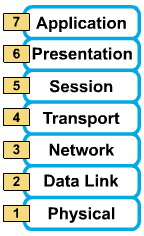 7 Application
6 Presentation
5 Session
4 Transport
3 Network
2 Data Link
1 Physical